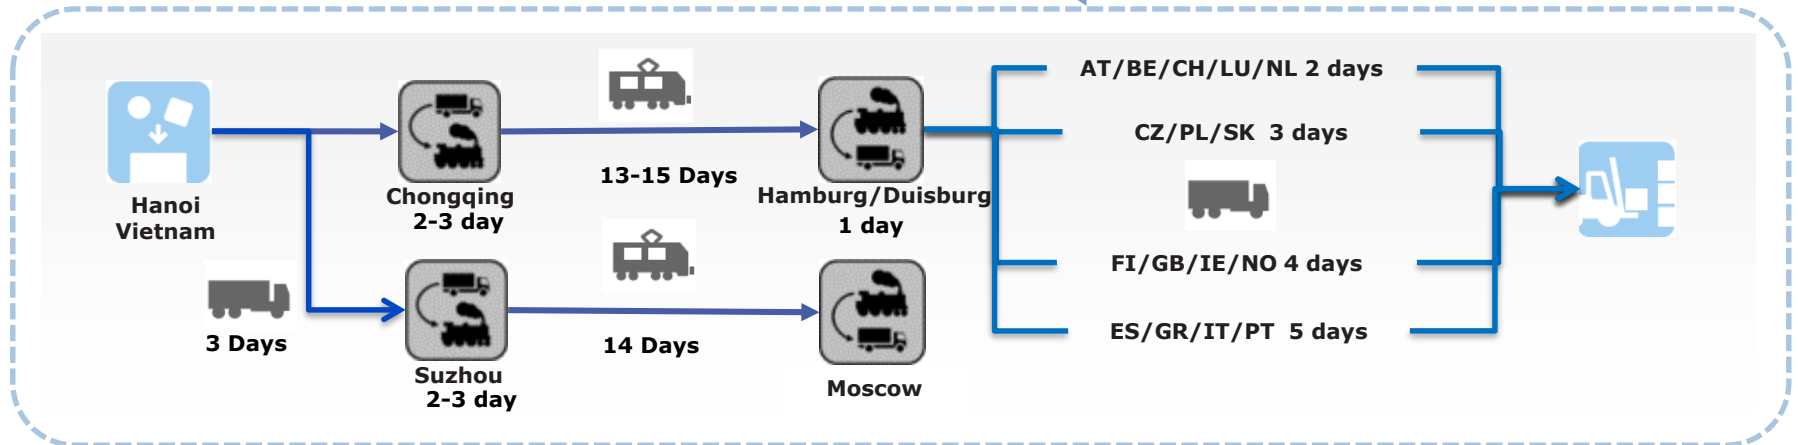 Hanoi
Vietnam
3 Days
Chongqing
2-3 day
Suzhou
2-3 day
13-15 Days
14 Days
Hamburg/Duisburg
1 day
Moscow
AT/BE/CH/LU/NL 2 days
CZ/PL/SK 3 days
FI/GB/IE/NO 4 days
ES/GR/IT/PT 5 days